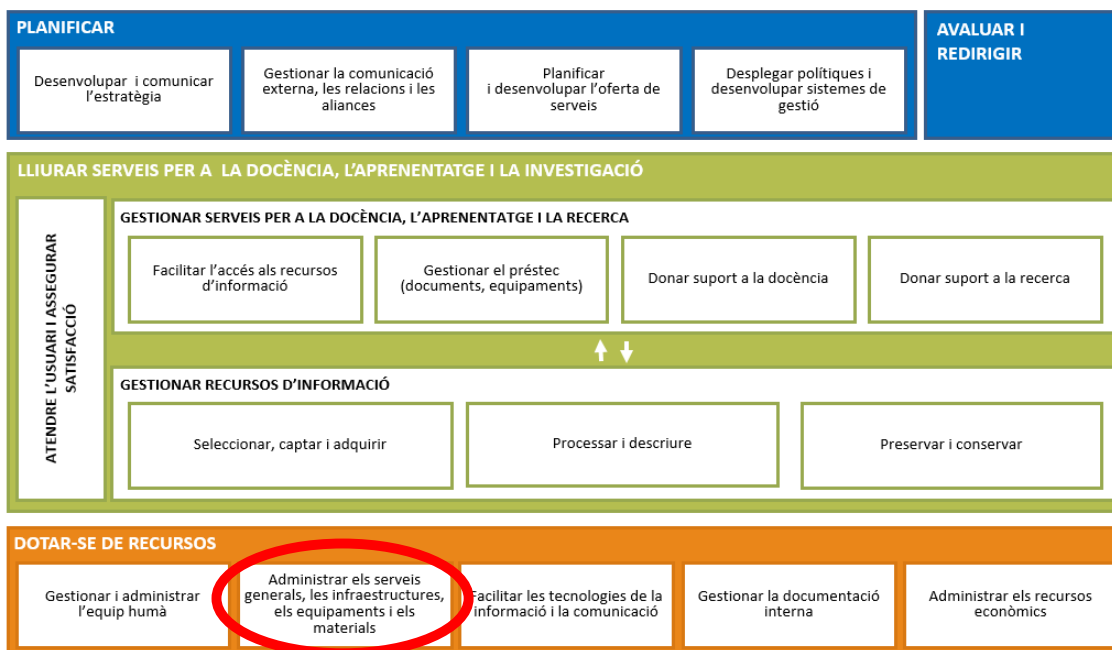 PLANIFICAR
Desenvolupar i comunicar
l'estratègia
Gestionar la comunicació
externa, les relacions i les
aliances
Planificar
i desenvolupar l'oferta de
serveis
Desplegar polítiques i
desenvolupar sistemes de
gestió
AVALUAR I
REDIRIGIR
LLIURAR SERVEIS PER A LA DOCÈNCIA, L'APRENENTATGE I LA INVESTIGACIÓ
ATENDRE L'USUARI I ASSEGURAR
SATISFACCIÓ
GESTIONAR SERVEIS PER A LA DOCÈNCIA, L'APRENENTATGE I LA RECERCA
Facilitar l'accés als recursos
d'informació
Gestionar el préstec
(documents, equipaments)
Donar suport a la docència
Donar suport a la recerca
GESTIONAR RECURSOS D'INFORMACIÓ
Seleccionar, captar i adquirir
Processar i descriure
Preservar i conservar
DOTAR-SE DE RECURSOS
Gestionar i administrar
l'equip humà
Administrar els serveis
generals, les infraestructures,
els equipaments i els
materials
Facilitar les tecnologies de la
informació i la comunicació
Gestionar la documentació
interna
Administrar els recursos
econòmics